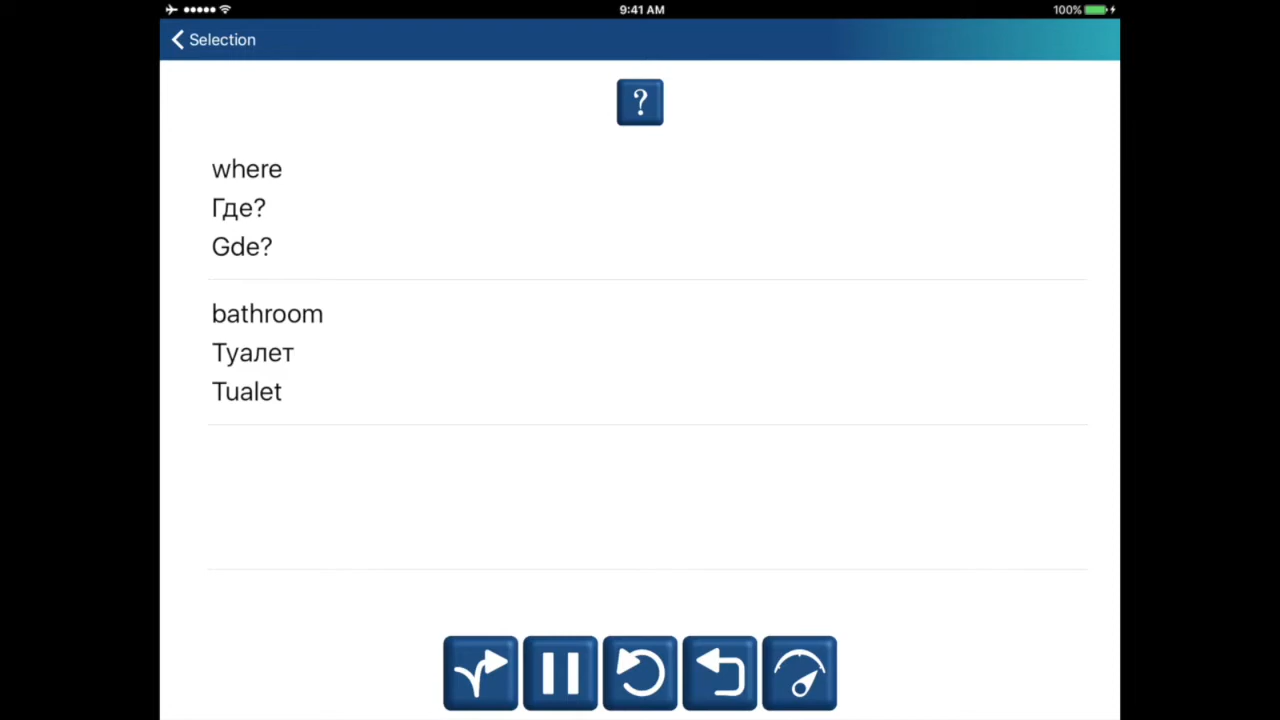 9:41 AM
100%
Selection
?
where
Где?
Gde?
bathroom
Туалет
Tualet